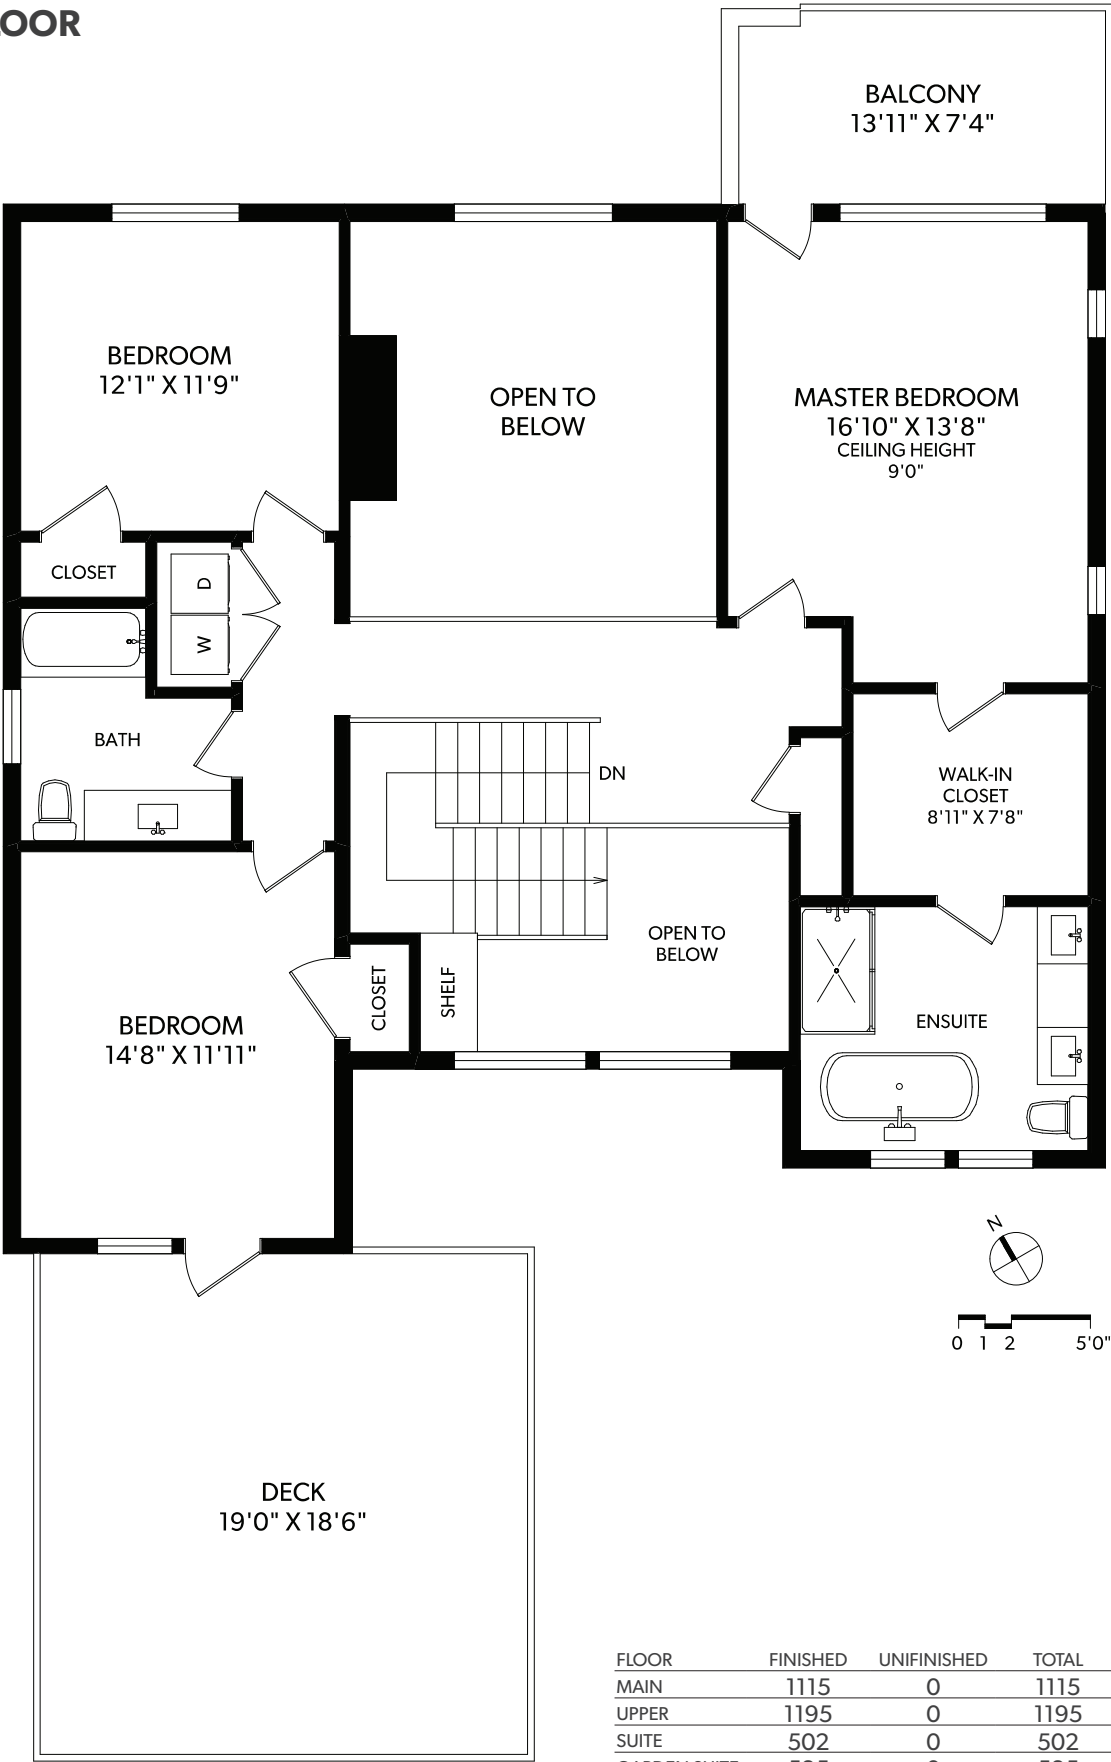 BALCONY
13'11" X 7'4"
BEDROOM
12'1" X 11'9"
OPEN TO
BELOW
MASTER BEDROOM
16'10" X 13'8"
CEILING HEIGHT
9'0"
CLOSET
D
W
BATH
DN
WALK-IN
CLOSET
8'11" X 7'8"
OPEN TO
BELOW
CLOSET
SHELF
BEDROOM
14'8" X 11'11"
ENSUITE
N
0 1 2 5'0"
DECK
19'0" X 18'6"
FLOOR FINISHED UNIFINISHED TOTAL
MAIN 1115 0 1115
UPPER 1195 0 1195
SUITE 502 0 502